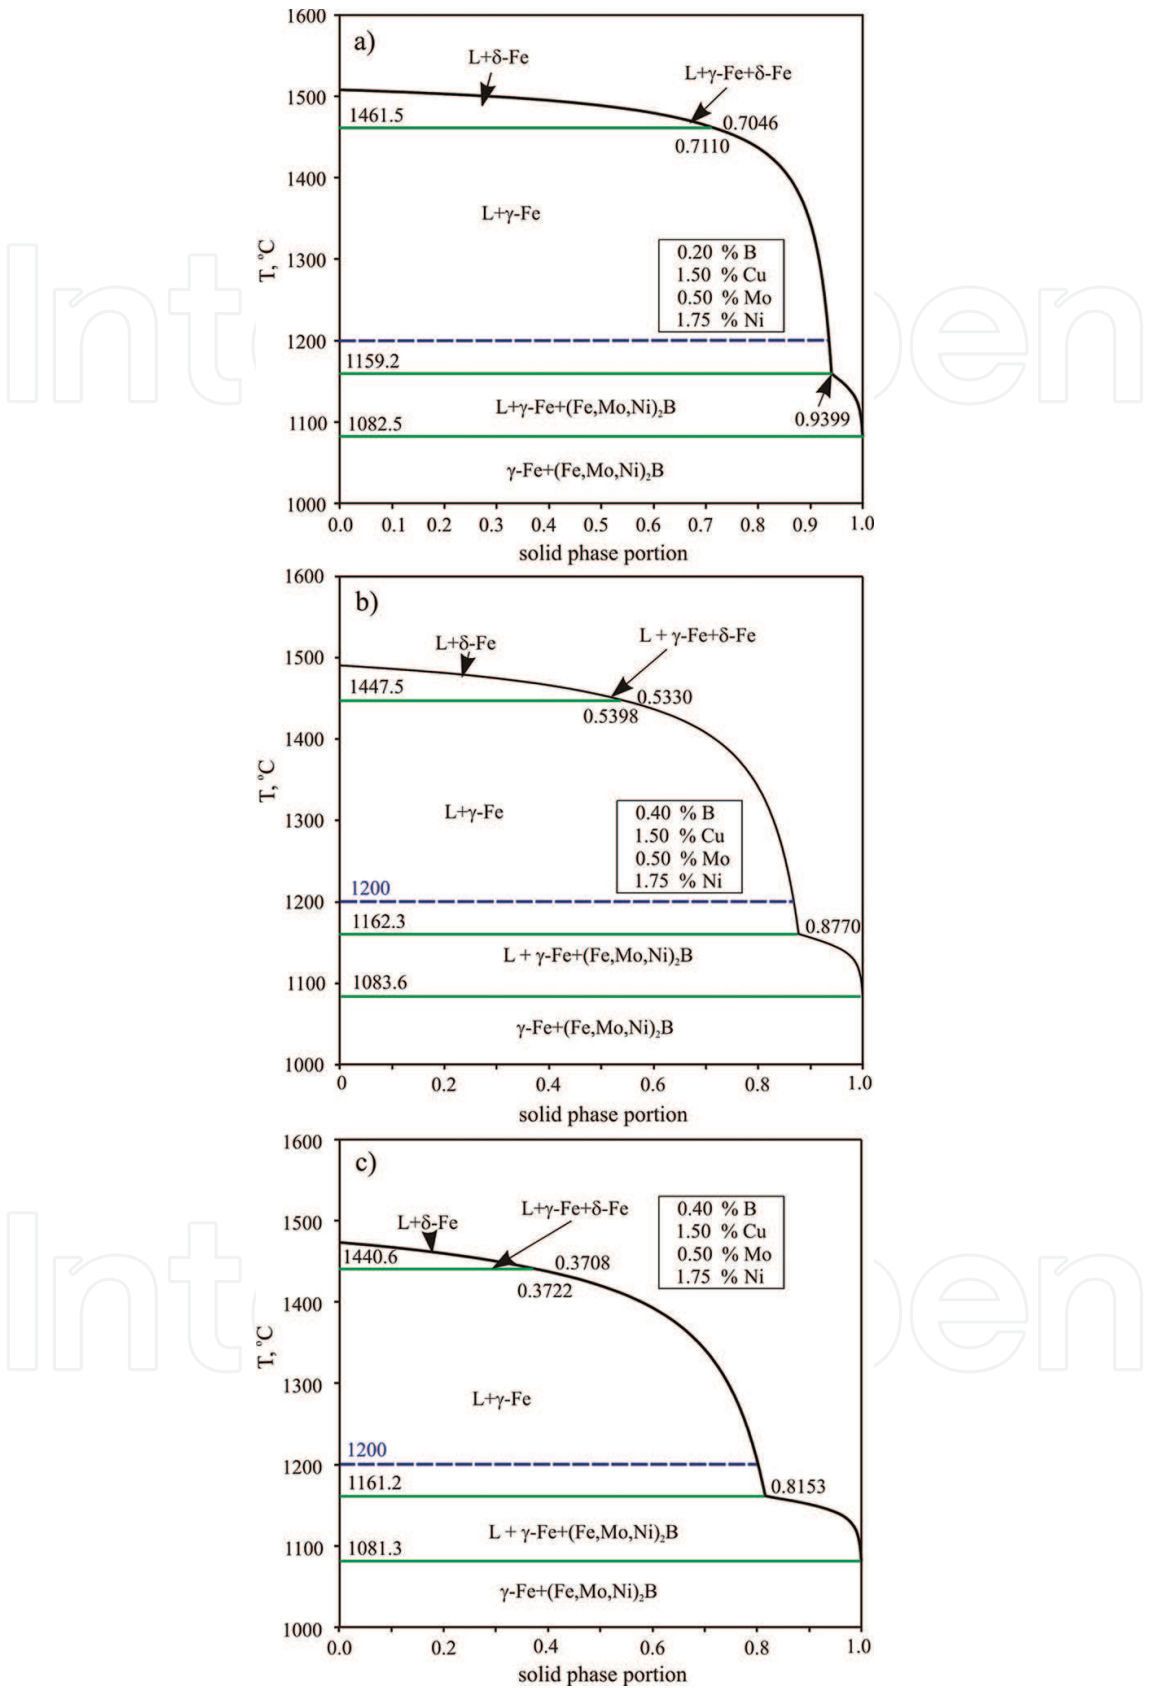 1600
a)
L+δ-Fe
L+γ-Fe+δ-Fe
1500
1461.5
0.7046
0.7110
1400
L+γ-Fe
T, ºC
1300
0.20 % B
1.50 % Cu
0.50 % Mo
1.75 % Ni
1200
1159.2
L+γ-Fe+(Fe,Mo,Ni)₂B
0.9399
1100
1082.5
γ-Fe+(Fe,Mo,Ni)₂B
1000
0.0 0.1 0.2 0.3 0.4 0.5 0.6 0.7 0.8 0.9 1.0
solid phase portion
1600
b)
L+δ-Fe
L + γ-Fe+δ-Fe
1500
1447.5
0.5330
0.5398
1400
T, ºC
L+γ-Fe
1300
0.40 % B
1.50 % Cu
0.50 % Mo
1.75 % Ni
1200
1200
1162.3
0.8770
L + γ-Fe+(Fe,Mo,Ni)₂B
1100
1083.6
γ-Fe+(Fe,Mo,Ni)₂B
1000
0 0.2 0.4 0.6 0.8 1.0
solid phase portion
1600
c)
L+δ-Fe
L+γ-Fe+δ-Fe
0.40 % B
1.50 % Cu
0.50 % Mo
1.75 % Ni
1500
1440.6
0.3708
0.3722
1400
T, ºC
L+γ-Fe
1300
1200
1200
1161.2
0.8153
L + γ-Fe+(Fe,Mo,Ni)₂B
1100
1081.3
γ-Fe+(Fe,Mo,Ni)₂B
1000
0.0 0.2 0.4 0.6 0.8 1.0
solid phase portion